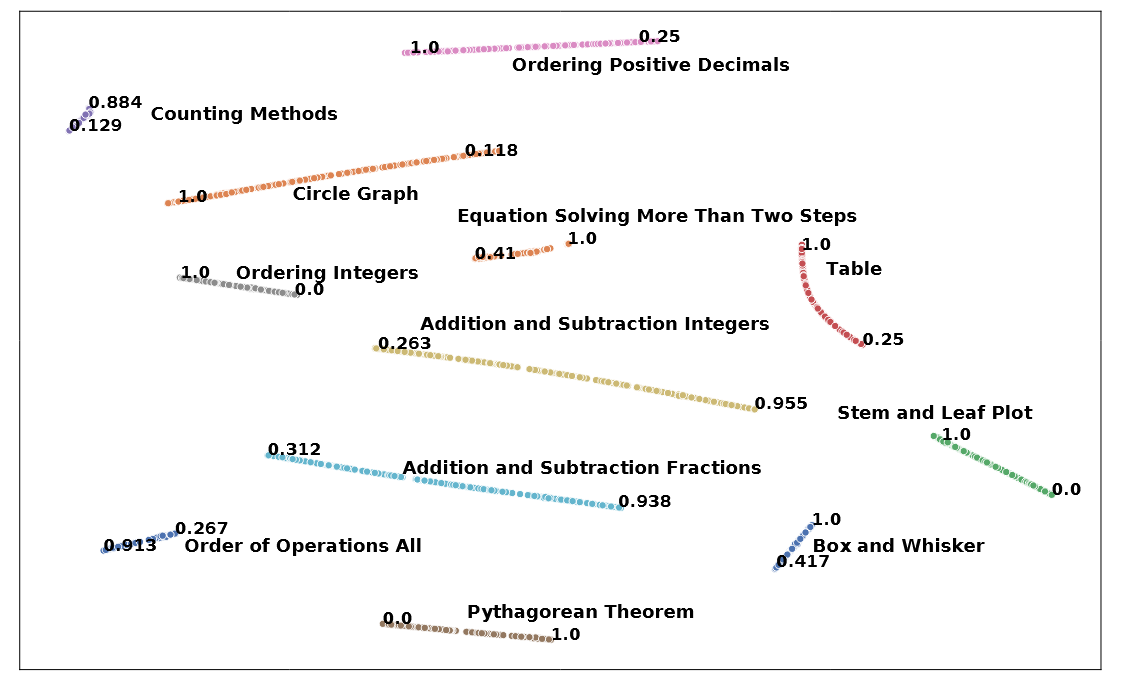 0.25
1.0
Ordering Positive Decimals
0.884
Counting Methods
0.129
0.118
1.0
Circle Graph
Equation Solving More Than Two Steps
1.0
0.41
1.0
Table
1.0
Ordering Integers
0.0
Addition and Subtraction Integers
0.263
0.25
0.955
Stem and Leaf Plot
1.0
0.312
Addition and Subtraction Fractions
0.0
0.938
1.0
0.267
0.913
Order of Operations All
Box and Whisker
0.417
Pythagorean Theorem
0.0
1.0